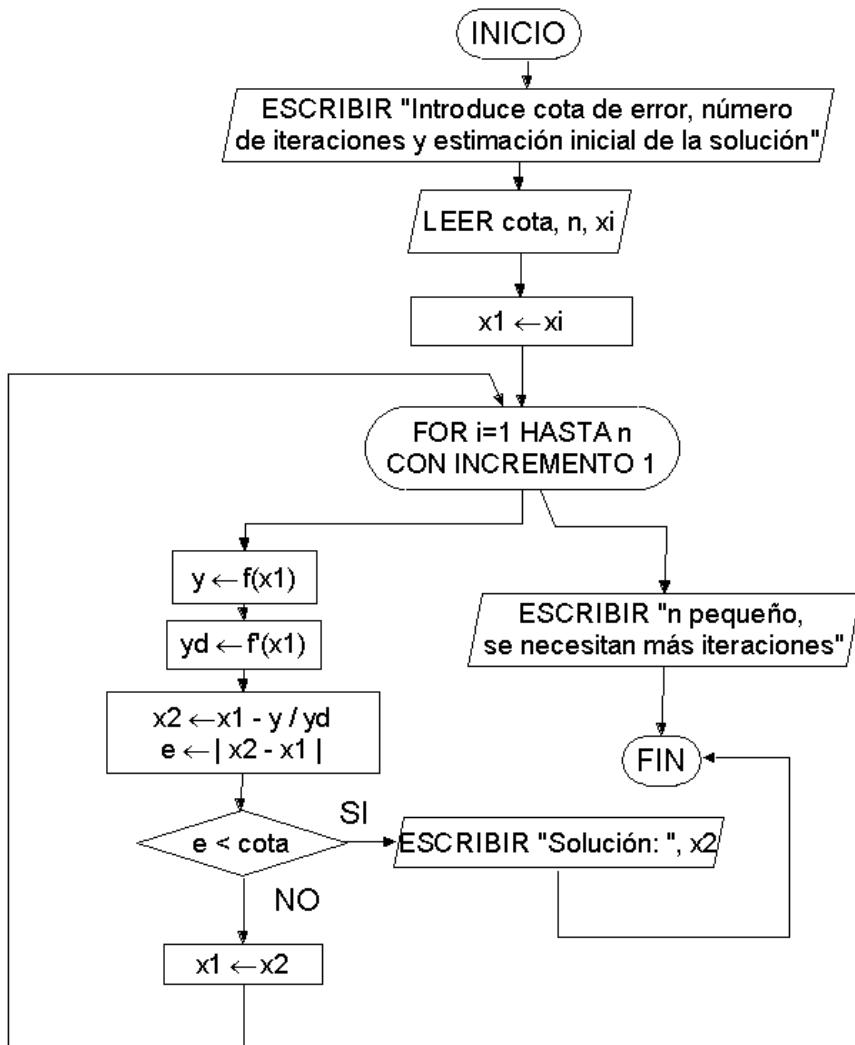 INICIO
ESCRIBIR "Introduce cota de error, número
de iteraciones y estimación inicial de la solución"
LEER cota, n, xi
x1 ← xi
FOR i=1 HASTA n
CON INCREMENTO 1
y ← f(x1)
yd ← f'(x1)
x2 ← x1 - y / yd
e ← | x2 - x1 |
e < cota
SI
ESCRIBIR "Solución: ", x2
NO
x1 ← x2
ESCRIBIR "n pequeño,
se necesitan más iteraciones"
FIN